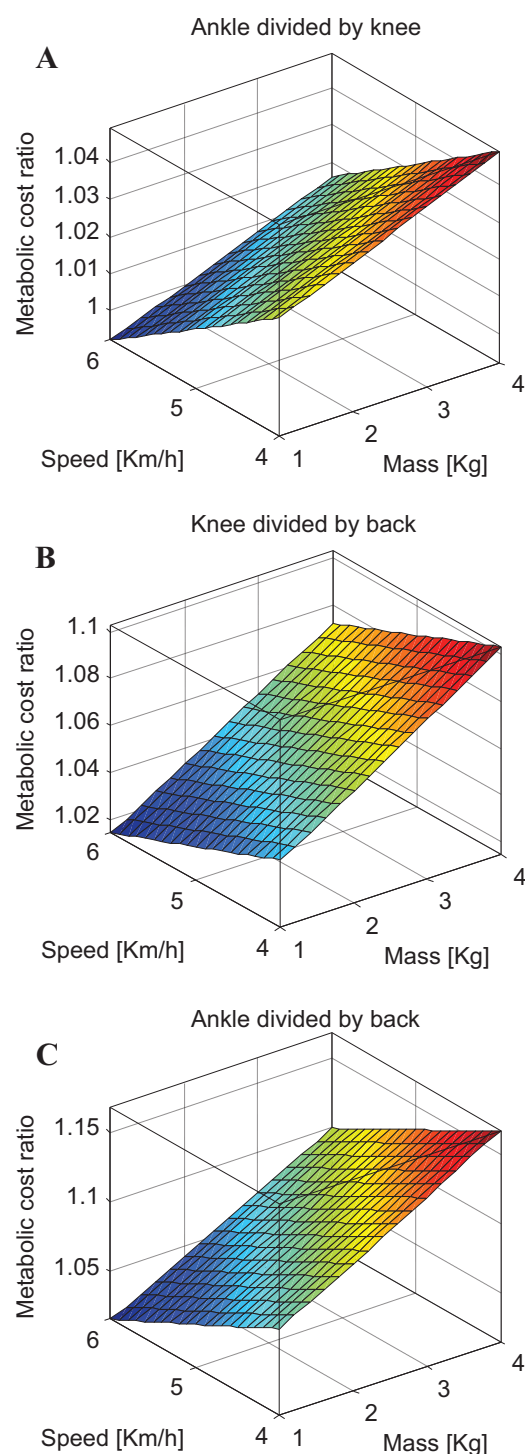 Ankle divided by knee
A
Metabolic cost ratio
1.04
1.03
1.02
1.01
1
6
5
4
Speed [Km/h]
1
2
3
4
Mass [Kg]
Knee divided by back
B
Metabolic cost ratio
1.1
1.08
1.06
1.04
1.02
6
5
4
Speed [Km/h]
1
2
3
4
Mass [Kg]
Ankle divided by back
C
Metabolic cost ratio
1.15
1.1
1.05
6
5
4
Speed [Km/h]
1
2
3
4
Mass [Kg]